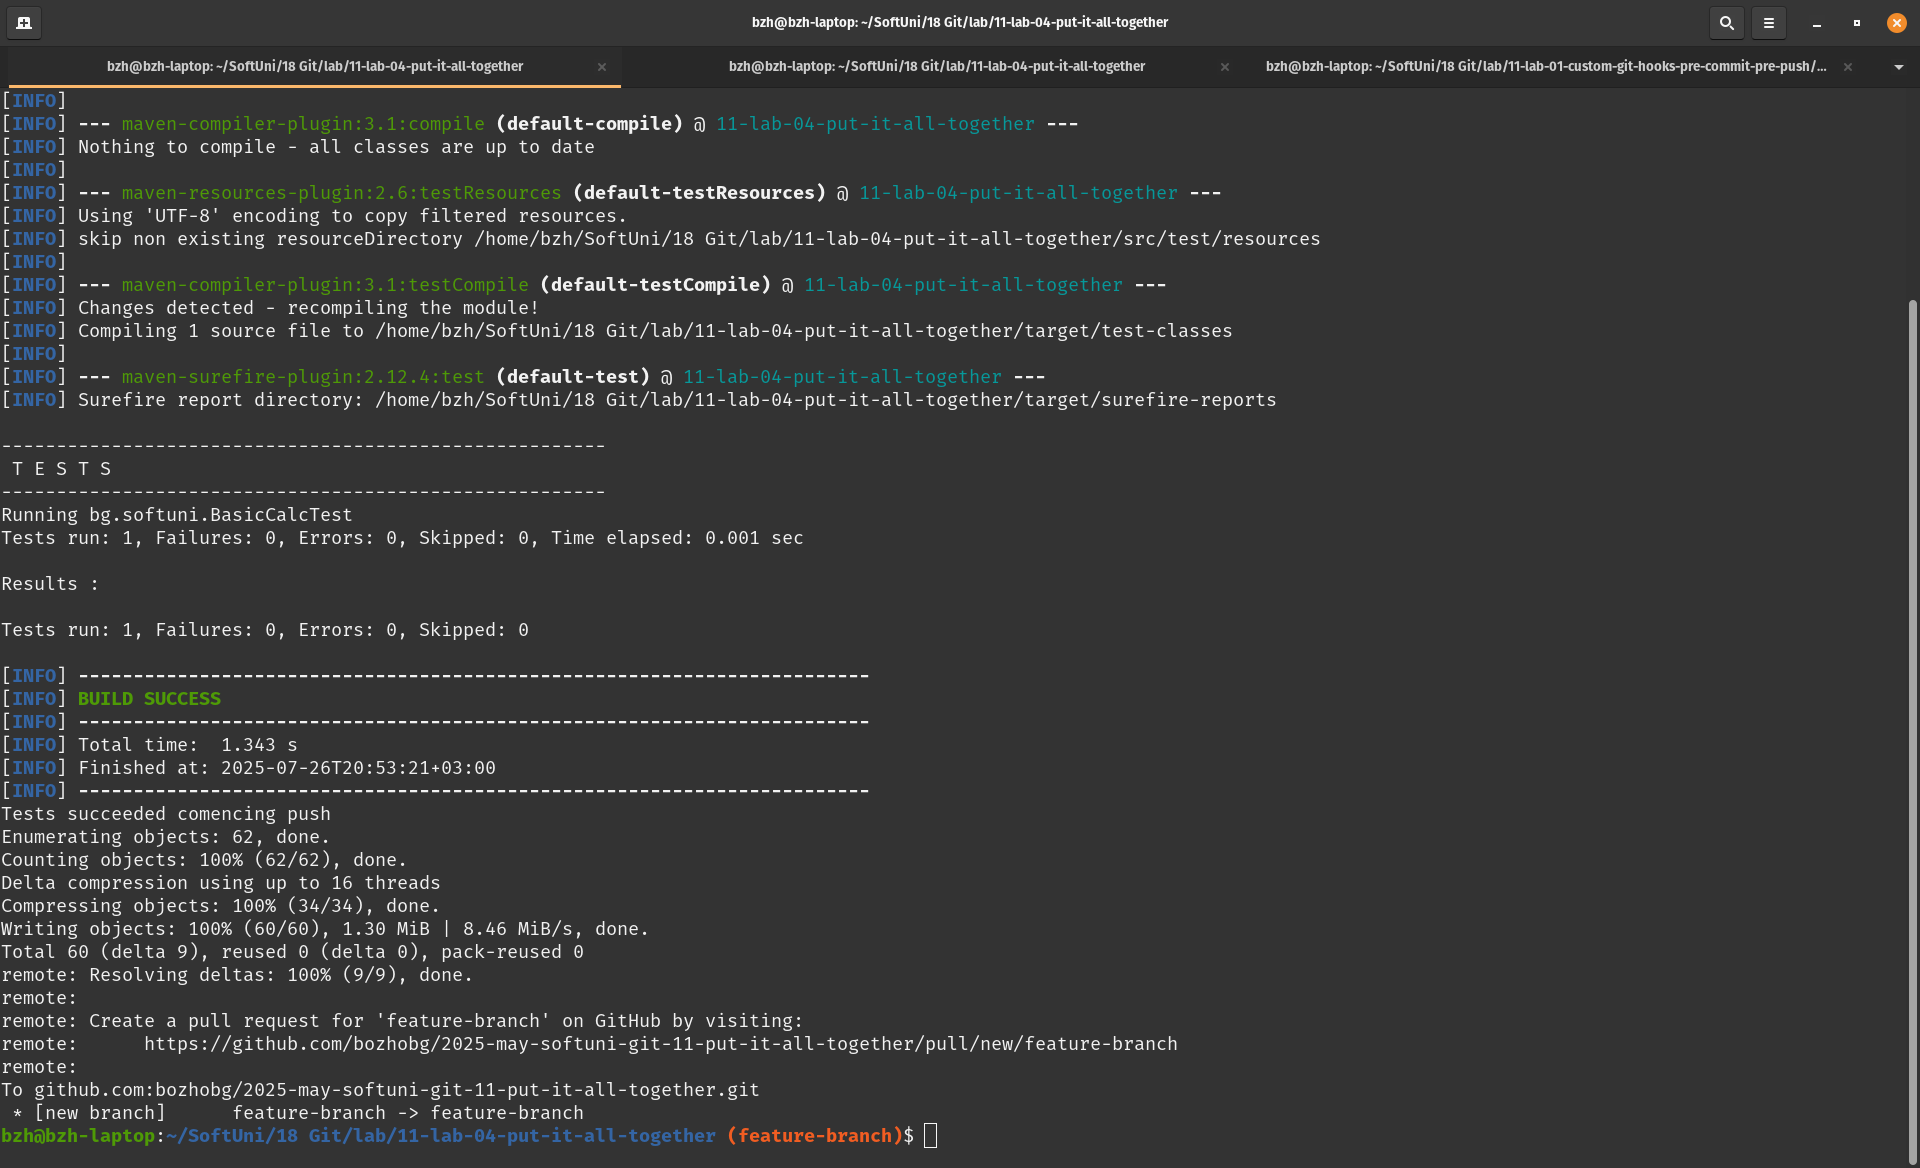 bzh@bzh-laptop: ~/SoftUni/18 Git/lab/11-lab-04-put-it-all-together
bzh@bzh-laptop: ~/SoftUni/18 Git/lab/11-lab-04-put-it-all-together
bzh@bzh-laptop: ~/SoftUni/18 Git/lab/11-lab-04-put-it-all-together
bzh@bzh-laptop: ~/SoftUni/18 Git/lab/11-lab-01-custom-git-hooks-pre-commit-pre-push/...
[INFO]
[INFO] --- maven-compiler-plugin:3.1:compile (default-compile) @ 11-lab-04-put-it-all-together ---
[INFO] Nothing to compile - all classes are up to date
[INFO]
[INFO] --- maven-resources-plugin:2.6:testResources (default-testResources) @ 11-lab-04-put-it-all-together ---
[INFO] Using 'UTF-8' encoding to copy filtered resources.
[INFO] skip non existing resourceDirectory /home/bzh/SoftUni/18 Git/lab/11-lab-04-put-it-all-together/src/test/resources
[INFO]
[INFO] --- maven-compiler-plugin:3.1:testCompile (default-testCompile) @ 11-lab-04-put-it-all-together ---
[INFO] Changes detected - recompiling the module!
[INFO] Compiling 1 source file to /home/bzh/SoftUni/18 Git/lab/11-lab-04-put-it-all-together/target/test-classes
[INFO]
[INFO] --- maven-surefire-plugin:2.12.4:test (default-test) @ 11-lab-04-put-it-all-together ---
[INFO] Surefire report directory: /home/bzh/SoftUni/18 Git/lab/11-lab-04-put-it-all-together/target/surefire-reports
-------------------------------------------------------
 T E S T S
-------------------------------------------------------
Running bg.softuni.BasicCalcTest
Tests run: 1, Failures: 0, Errors: 0, Skipped: 0, Time elapsed: 0.001 sec
Results :
Tests run: 1, Failures: 0, Errors: 0, Skipped: 0
[INFO] ------------------------------------------------------------------------
[INFO] BUILD SUCCESS
[INFO] ------------------------------------------------------------------------
[INFO] Total time:  1.343 s
[INFO] Finished at: 2025-07-26T20:53:21+03:00
[INFO] ------------------------------------------------------------------------
Tests succeeded comencing push
Enumerating objects: 62, done.
Counting objects: 100% (62/62), done.
Delta compression using up to 16 threads
Compressing objects: 100% (34/34), done.
Writing objects: 100% (60/60), 1.30 MiB | 8.46 MiB/s, done.
Total 60 (delta 9), reused 0 (delta 0), pack-reused 0
remote: Resolving deltas: 100% (9/9), done.
remote:
remote: Create a pull request for 'feature-branch' on GitHub by visiting:
remote:      https://github.com/bozhobg/2025-may-softuni-git-11-put-it-all-together/pull/new/feature-branch
remote:
To github.com:bozhobg/2025-may-softuni-git-11-put-it-all-together.git
 * [new branch]      feature-branch -> feature-branch
bzh@bzh-laptop:~/SoftUni/18 Git/lab/11-lab-04-put-it-all-together (feature-branch)$